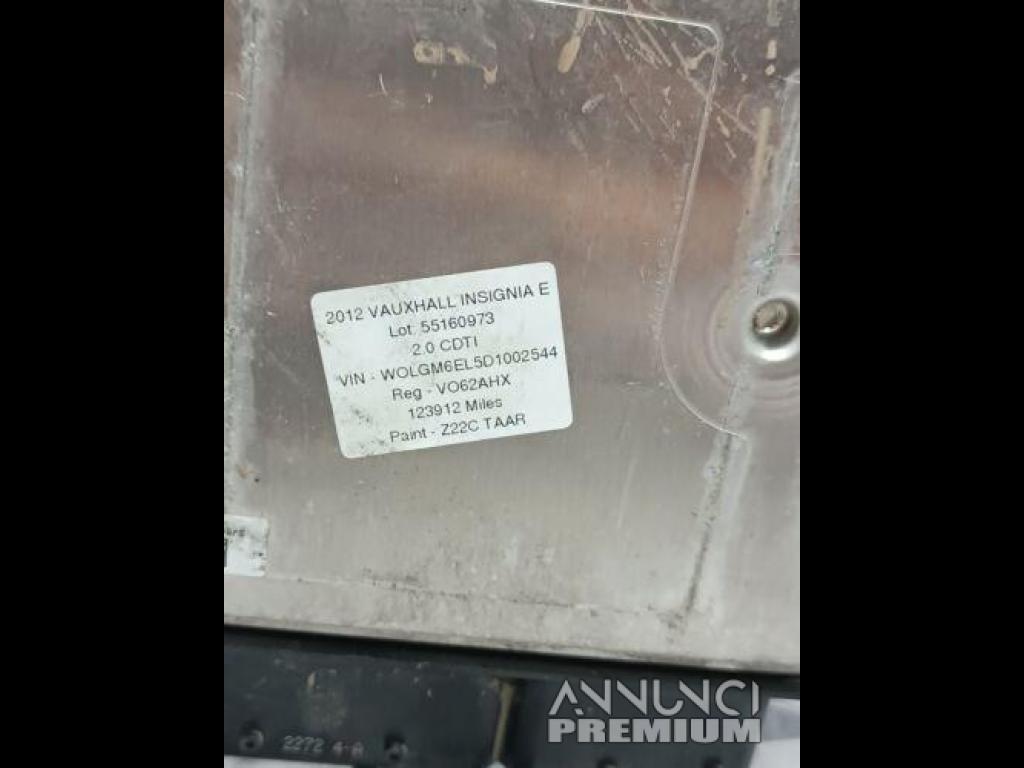 2012 VAUXHALL INSIGNIA E
Lot 55160973
2.0 CDTI
VIN - WOLGM6EL5D1002544
Reg - VO62AHX
123912 Miles
Paint - Z22C TAAR
2272 4-A
ANNUNCI
PREMIUM